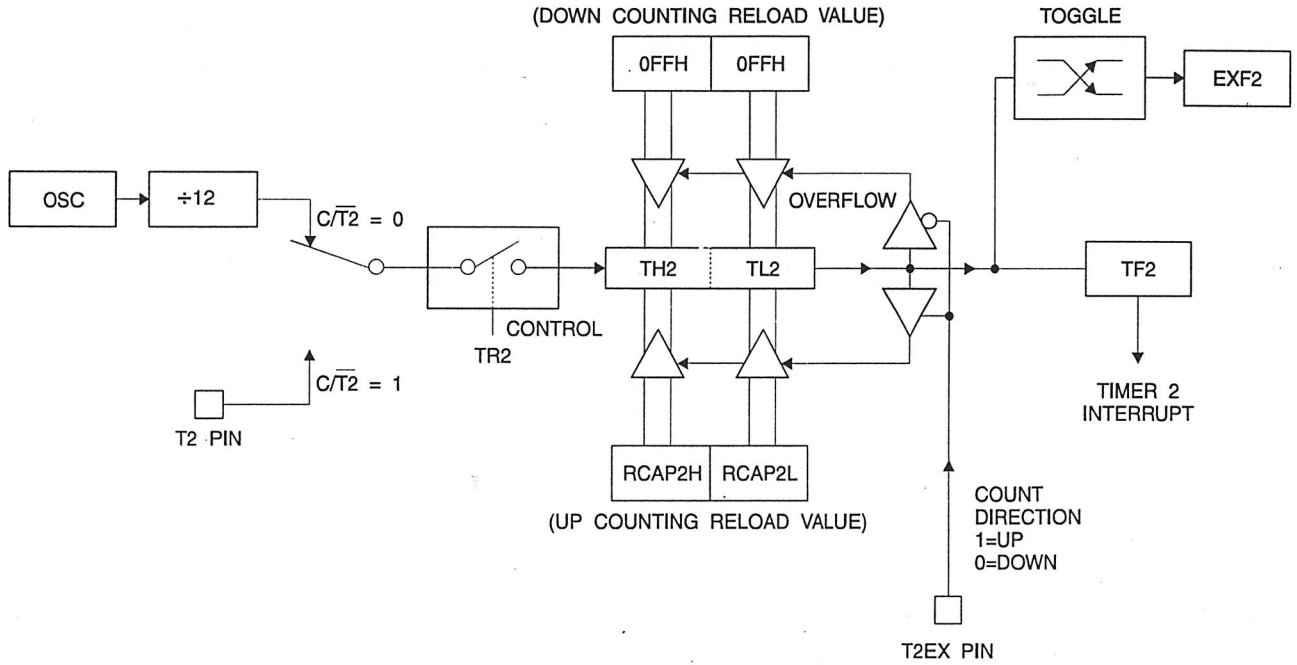 (DOWN COUNTING RELOAD VALUE)
TOGGLE
0FFH
0FFH
EXF2
OSC
÷12
C/T2̅ = 0
OVERFLOW
TH2
TL2
TF2
CONTROL
TR2
C/T2̅ = 1
T2 PIN
TIMER 2
INTERRUPT
RCAP2H
RCAP2L
(UP COUNTING RELOAD VALUE)
COUNT
DIRECTION
1=UP
0=DOWN
T2EX PIN